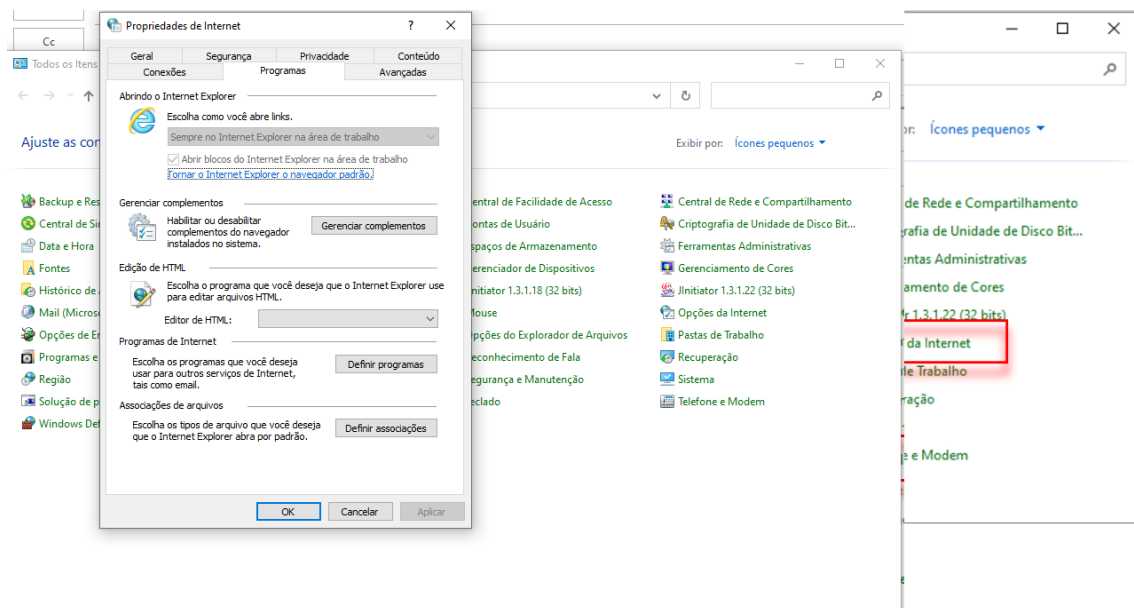 Cc
Todos os Itens
Ajuste as con
Exibir por: Ícones pequenos
Backup e Res
Central de Sin
Data e Hora
Fontes
Histórico de
Mail (Micros
Opções de En
Programas e
Região
Solução de p
Windows Def
Propriedades de Internet
?
Geral Segurança Privacidade Conteúdo
Conexões Programas Avançadas
Abrindo o Internet Explorer
Escolha como você abre links.
Sempre no Internet Explorer na área de trabalho
Abrir blocos do Internet Explorer na área de trabalho
Tornar o Internet Explorer o navegador padrão.
Gerenciar complementos
Habilitar ou desabilitar
complementos do navegador
instalados no sistema.
Gerenciar complementos
Edição de HTML
Escolha o programa que você deseja que o Internet Explorer use
para editar arquivos HTML.
Editor de HTML:
Programas de Internet
Escolha os programas que você deseja
usar para outros serviços de Internet,
tais como email.
Definir programas
Associações de arquivos
Escolha os tipos de arquivo que você deseja
que o Internet Explorer abra por padrão.
Definir associações
OK Cancelar Aplicar
entral de Facilidade de Acesso
ontas de Usuário
spaços de Armazenamento
erenciador de Dispositivos
nitiator 1.3.1.18 (32 bits)
Mouse
pções do Explorador de Arquivos
econhecimento de Fala
egurança e Manutenção
eclado
Central de Rede e Compartilhamento
Criptografia de Unidade de Disco Bit...
Ferramentas Administrativas
Gerenciamento de Cores
JInitiator 1.3.1.22 (32 bits)
Opções da Internet
Pastas de Trabalho
Recuperação
Sistema
Telefone e Modem
or: Ícones pequenos
de Rede e Compartilhamento
rafia de Unidade de Disco Bit...
entas Administrativas
amento de Cores
r 1.3.1.22 (32 bits)
da Internet
de Trabalho
ração
e e Modem